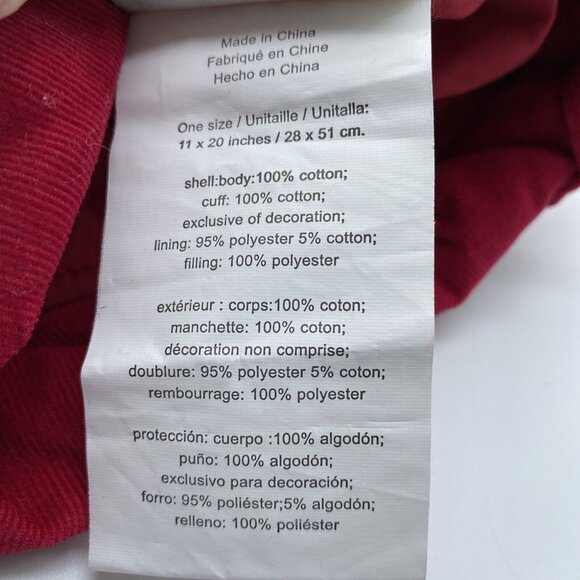 Made in China
Fabriqué en Chine
Hecho en China
One size / Unitaille / Unitalla:
11 x 20 inches / 28 x 51 cm.
shell:body:100% cotton;
cuff: 100% cotton;
exclusive of decoration;
lining: 95% polyester 5% cotton;
filling: 100% polyester
extérieur : corps:100% coton;
manchette: 100% coton;
décoration non comprise;
doublure: 95% polyester 5% coton;
rembourrage: 100% polyester
protección: cuerpo :100% algodón;
puño: 100% algodón;
exclusivo para decoración;
forro: 95% poliéster;5% algodón;
relleno: 100% poliéster